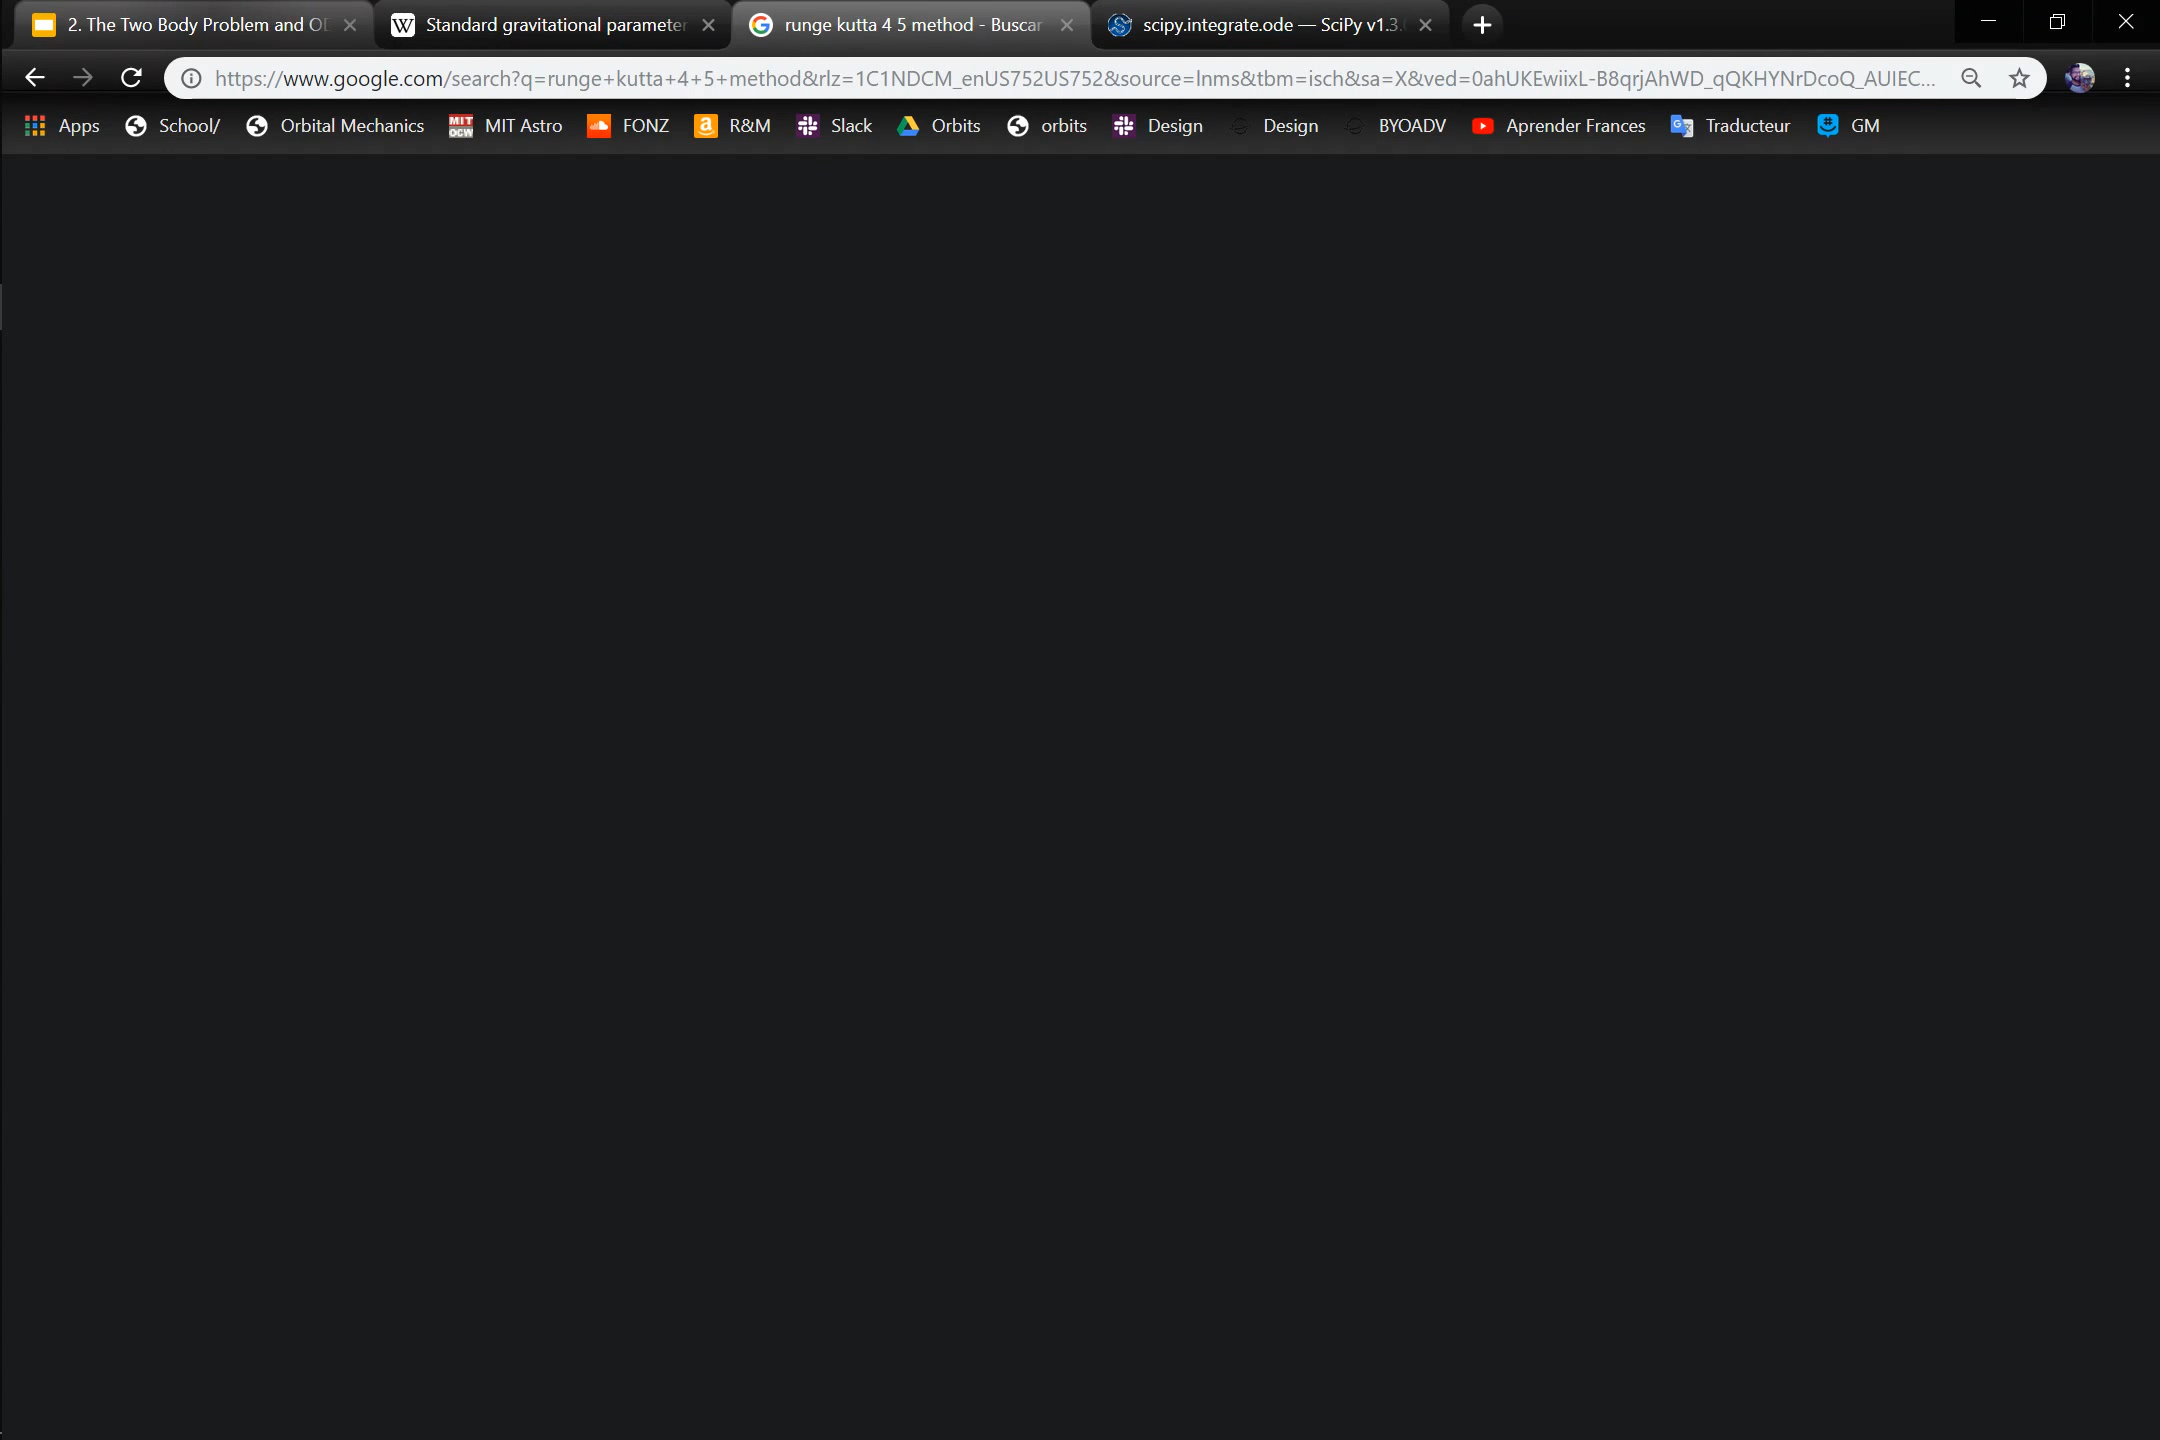 2. The Two Body Problem and O
Standard gravitational parameter
runge kutta 4 5 method - Buscar
scipy.integrate.ode — SciPy v1.3.
https://www.google.com/search?q=runge+kutta+4+5+method&rlz=1C1NDCM_enUS752US752&source=lnms&tbm=isch&sa=X&ved=0ahUKEwiixL-B8qrjAhWD_qQKHYNrDcoQ_AUIEC...
Apps School/ Orbital Mechanics MIT OCW MIT Astro FONZ a R&M Slack Orbits orbits Design Design BYOADV Aprender Frances Traducteur GM